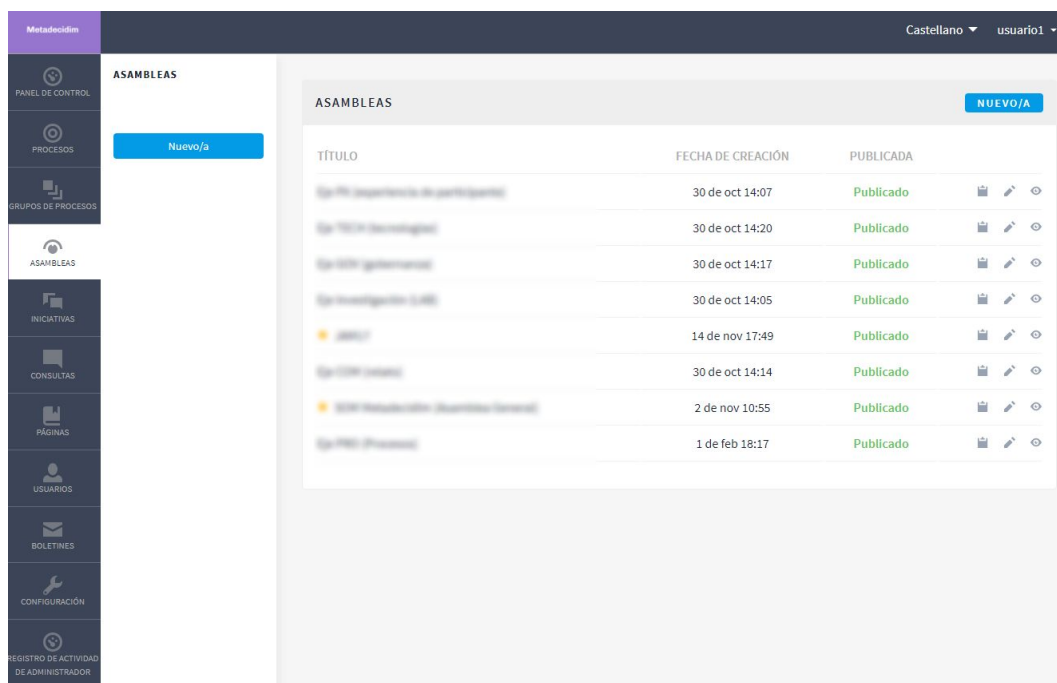 Metadecidim
Castellano usuario1
PANEL DE CONTROL
PROCESOS
GRUPOS DE PROCESOS
ASAMBLEAS
INICIATIVAS
CONSULTAS
PÁGINAS
USUARIOS
BOLETINES
CONFIGURACIÓN
REGISTRO DE ACTIVIDAD
DE ADMINISTRADOR
ASAMBLEAS
Nuevo/a
ASAMBLEAS NUEVO/A
TÍTULO FECHA DE CREACIÓN PUBLICADA
30 de oct 14:07 Publicado
30 de oct 14:20 Publicado
30 de oct 14:17 Publicado
30 de oct 14:05 Publicado
14 de nov 17:49 Publicado
30 de oct 14:14 Publicado
2 de nov 10:55 Publicado
1 de feb 18:17 Publicado